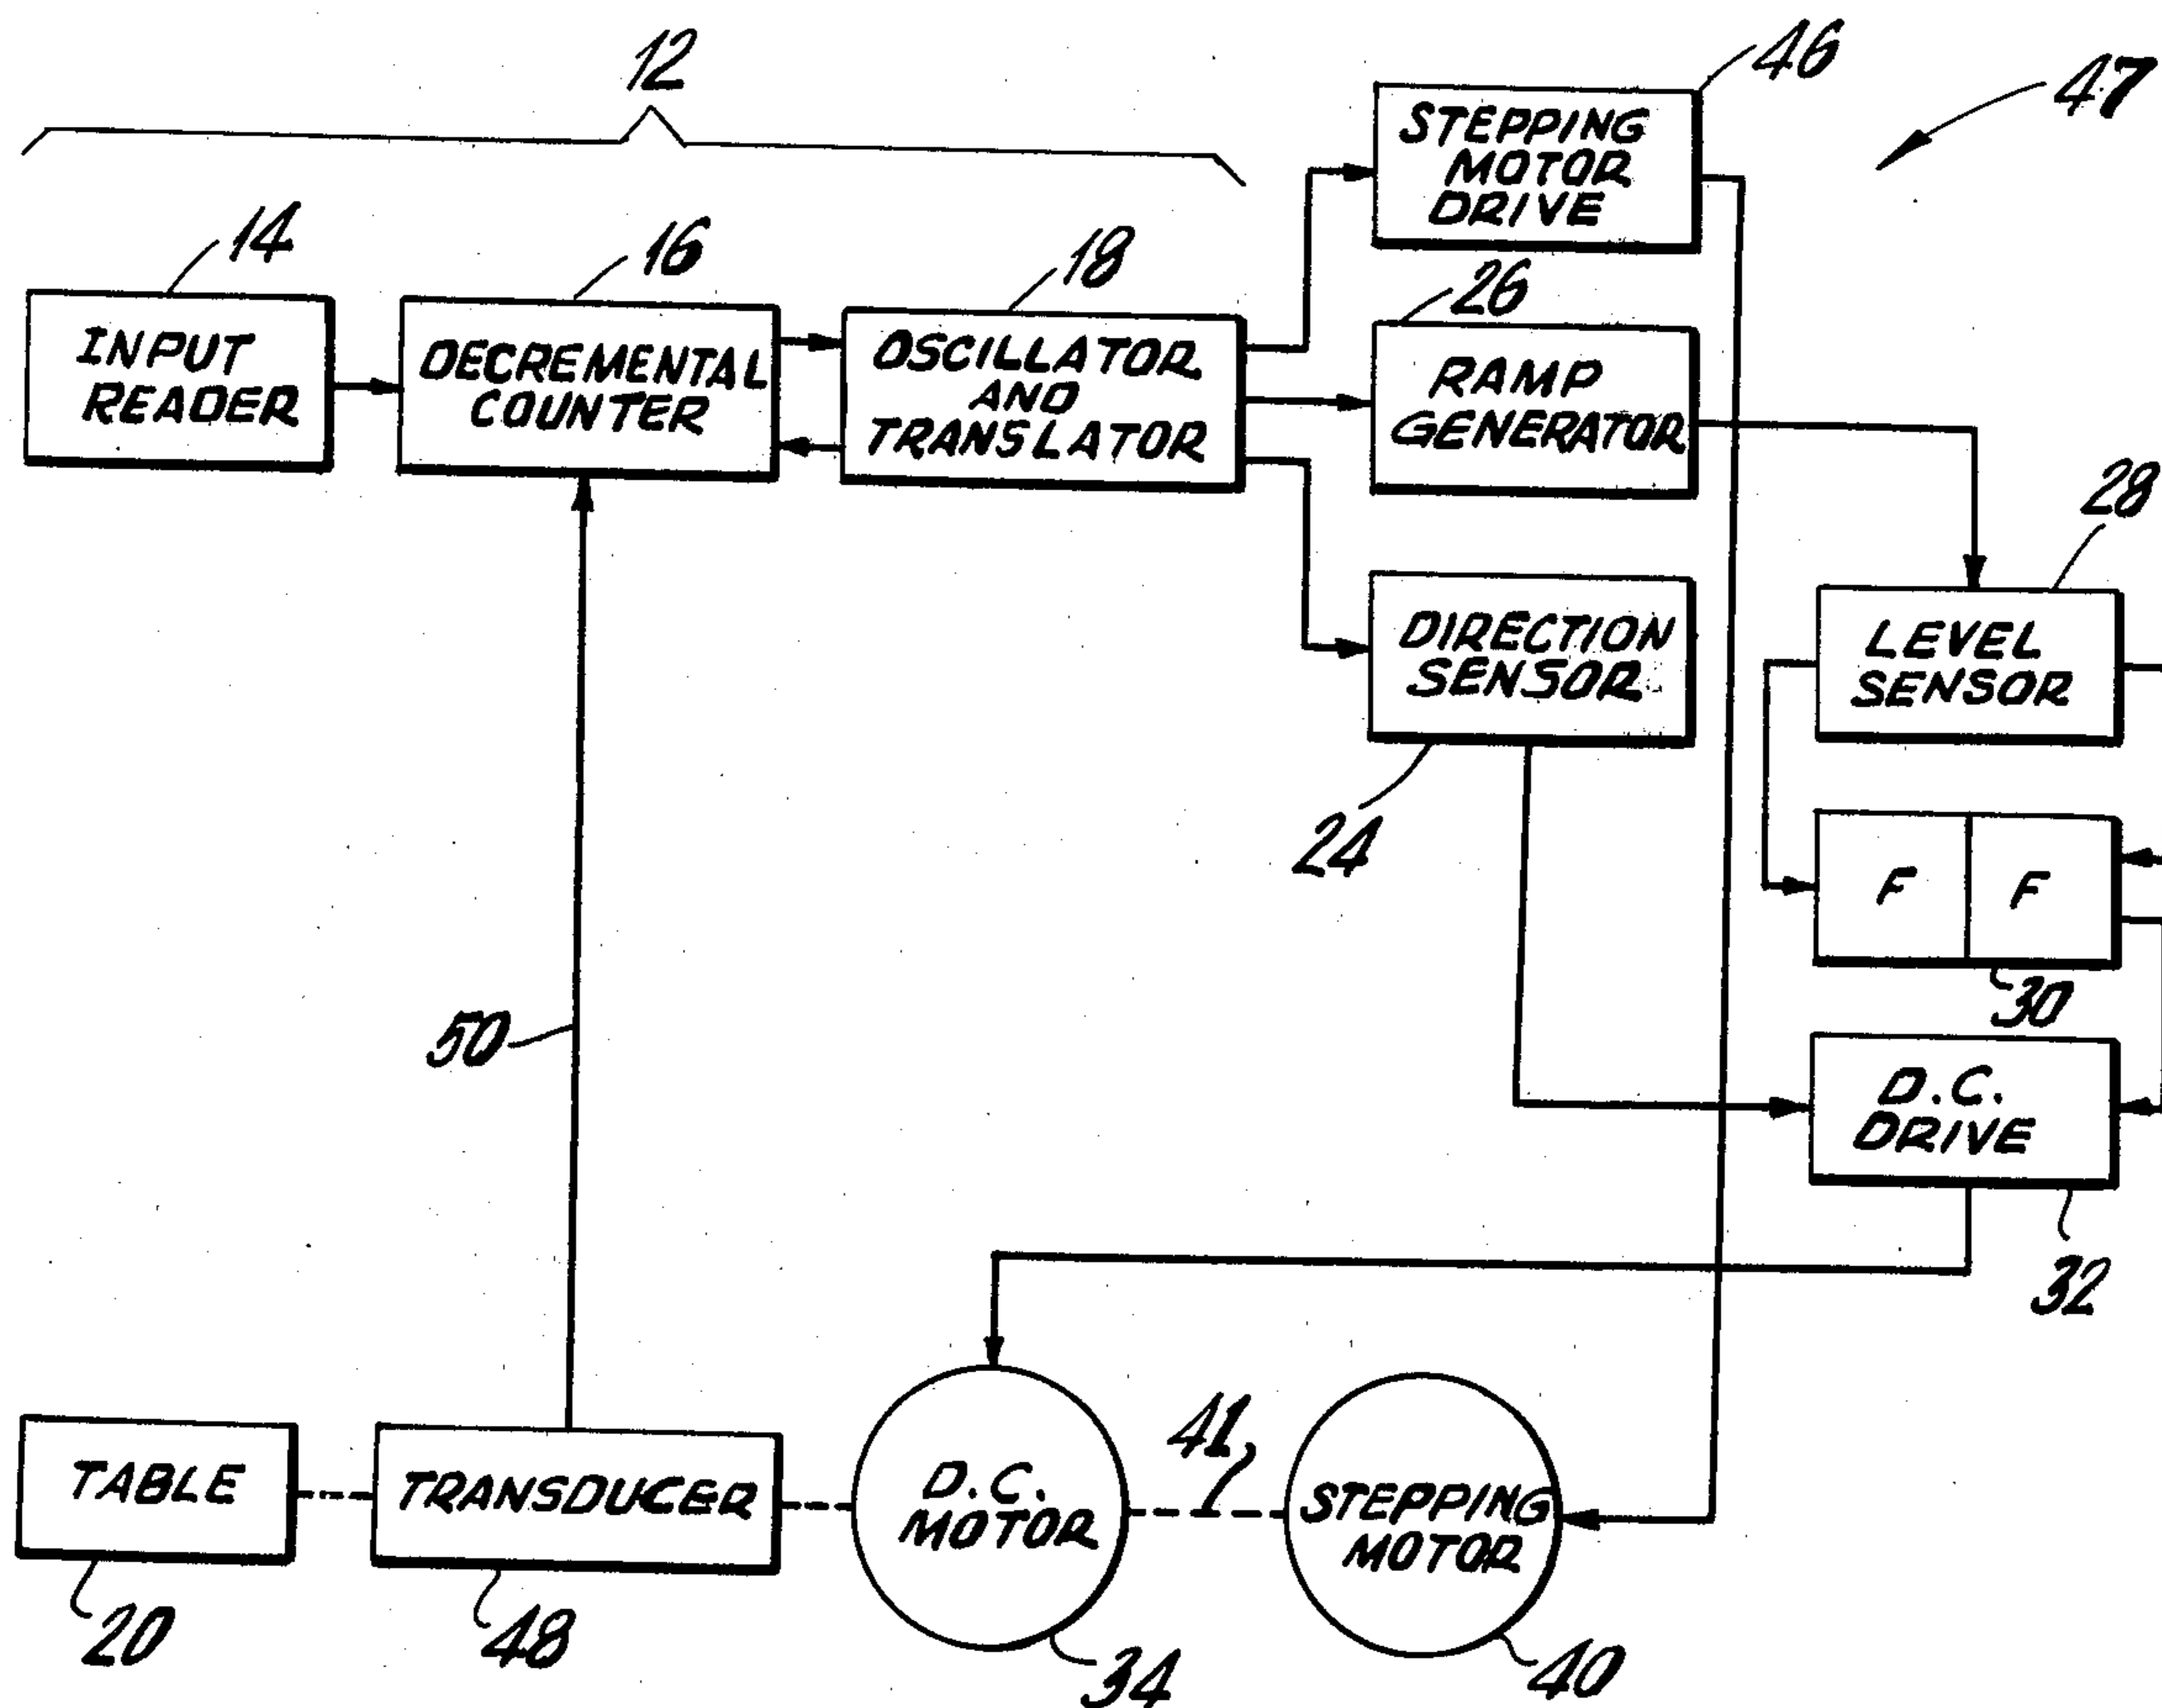 12
46
47
STEPPING
MOTOR
DRIVE
14
16
18
26
INPUT
READER
DECREMENTAL
COUNTER
OSCILLATOR
AND
TRANSLATOR
RAMP
GENERATOR
28
DIRECTION
SENSOR
LEVEL
SENSOR
24
F F
30
50
D.C.
DRIVE
32
41
TABLE
TRANSDUCER
D.C.
MOTOR
STEPPING
MOTOR
20
48
34
40